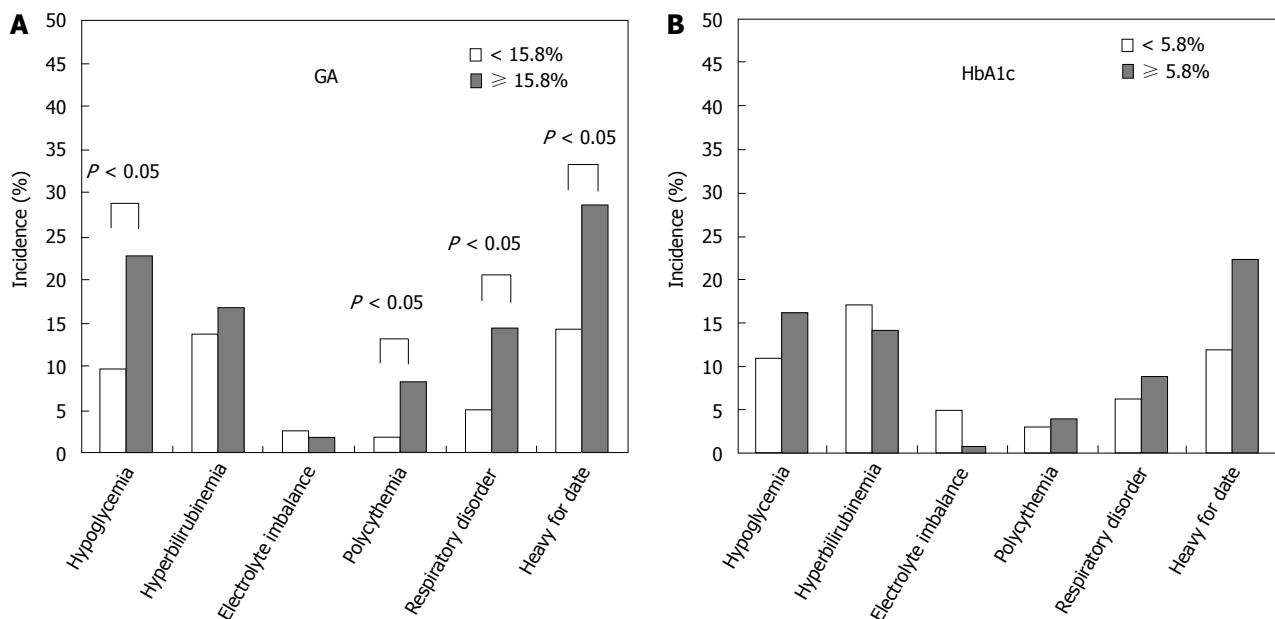 A
GA
< 15.8%
⩾ 15.8%
Incidence (%)
50
45
40
35
30
25
20
15
10
5
0
P < 0.05
P < 0.05
P < 0.05
P < 0.05
Hypoglycemia
Hyperbilirubinemia
Electrolyte imbalance
Polycythemia
Respiratory disorder
Heavy for date
B
HbA1c
< 5.8%
⩾ 5.8%
Incidence (%)
50
45
40
35
30
25
20
15
10
5
0
Hypoglycemia
Hyperbilirubinemia
Electrolyte imbalance
Polycythemia
Respiratory disorder
Heavy for date